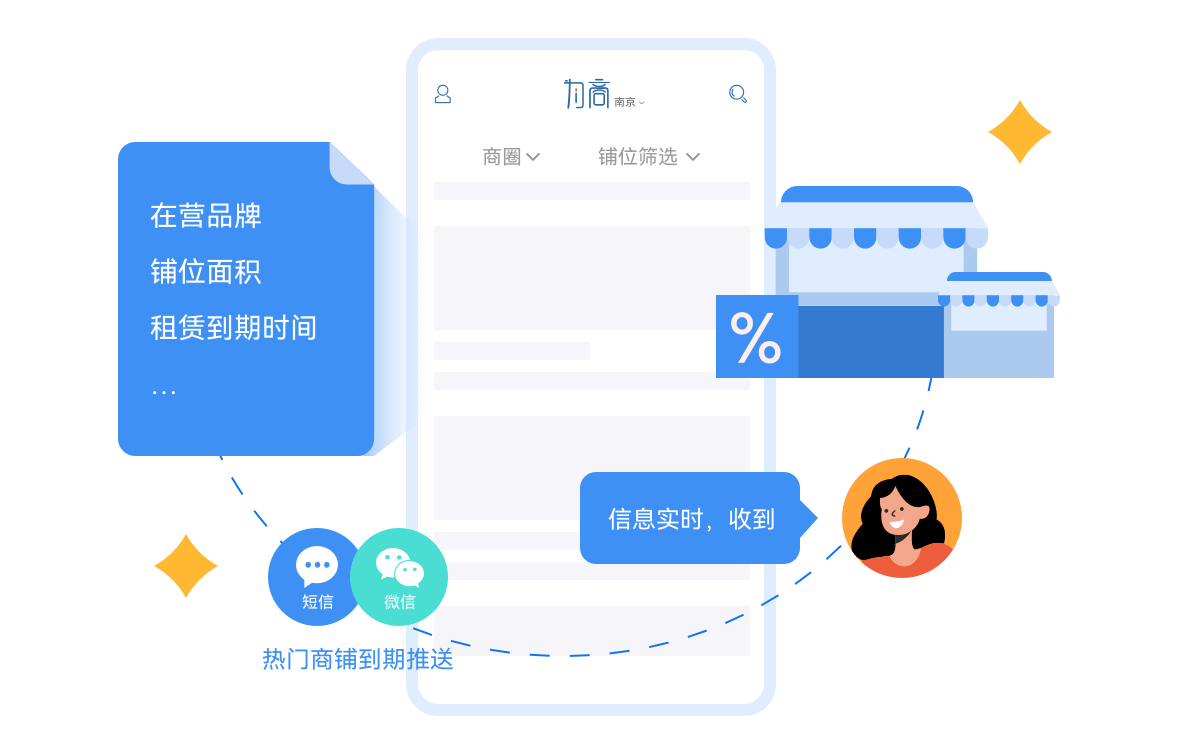 南京
商圈 铺位筛选
在营品牌
铺位面积
租赁到期时间
...
%
信息实时，收到
短信
微信
热门商铺到期推送